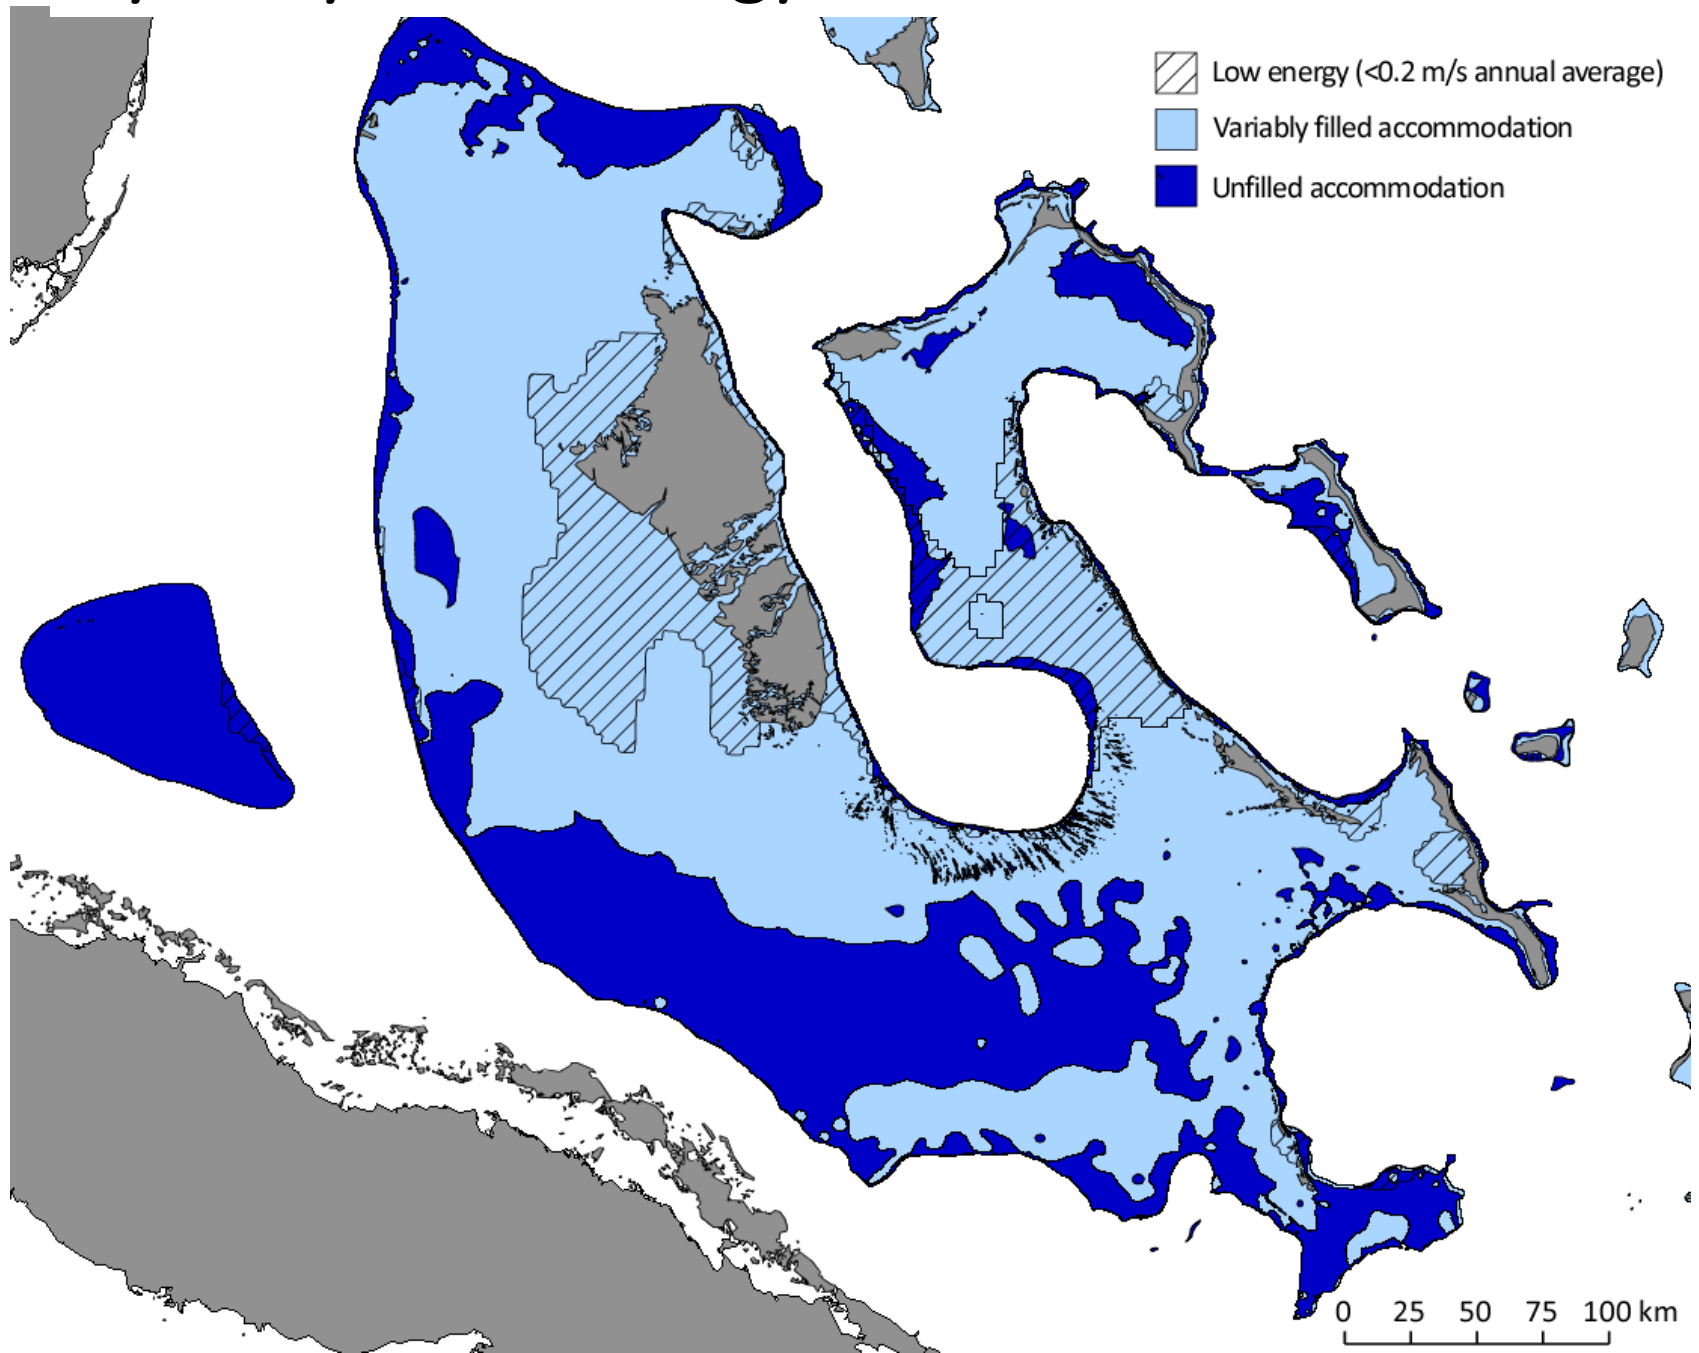 Low energy (<0.2 m/s annual average)
Variably filled accommodation
Unfilled accommodation
0 25 50 75 100 km